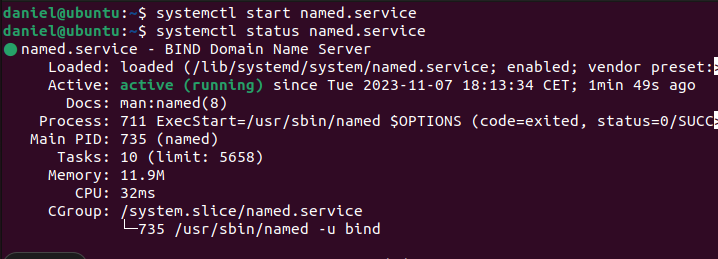 daniel@ubuntu:~$ systemctl start named.service
daniel@ubuntu:~$ systemctl status named.service
● named.service - BIND Domain Name Server
     Loaded: loaded (/lib/systemd/system/named.service; enabled; vendor preset:>
     Active: active (running) since Tue 2023-11-07 18:13:34 CET; 1min 49s ago
       Docs: man:named(8)
    Process: 711 ExecStart=/usr/sbin/named $OPTIONS (code=exited, status=0/SUCC>
   Main PID: 735 (named)
      Tasks: 10 (limit: 5658)
     Memory: 11.9M
        CPU: 32ms
     CGroup: /system.slice/named.service
             └─735 /usr/sbin/named -u bind